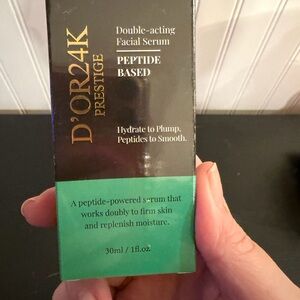 D'OR24K
PRESTIGE
Double-acting
Facial Serum
PEPTIDE
BASED
Hydrate to Plump,
Peptides to Smooth.
A peptide-powered serum that
works doubly to firm skin
and replenish moisture.
30ml / 1fl.oz.